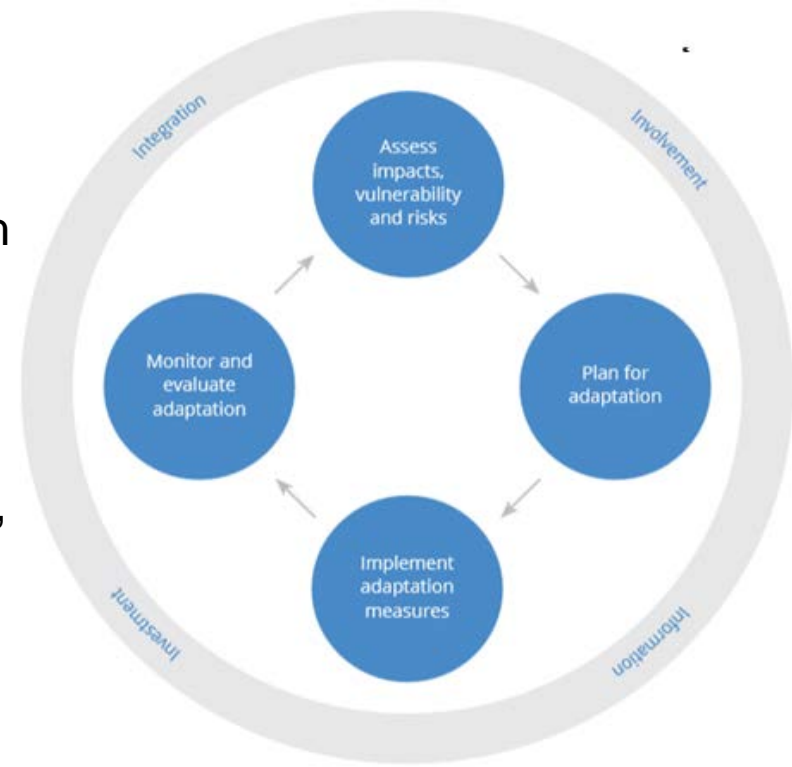 Integration
Involvement
Assess
impacts,
vulnerability
and risks
n
Monitor and
evaluate
adaptation
Plan for
adaptation
,
Implement
adaptation
measures
Investment
Information